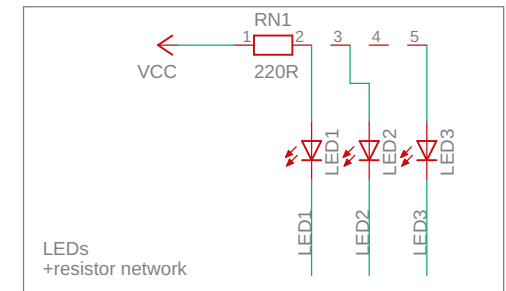 RN1
1 2 3 4 5
VCC 220R
LED1 LED2 LED3
LED1 LED2 LED3
LEDs
+resistor network